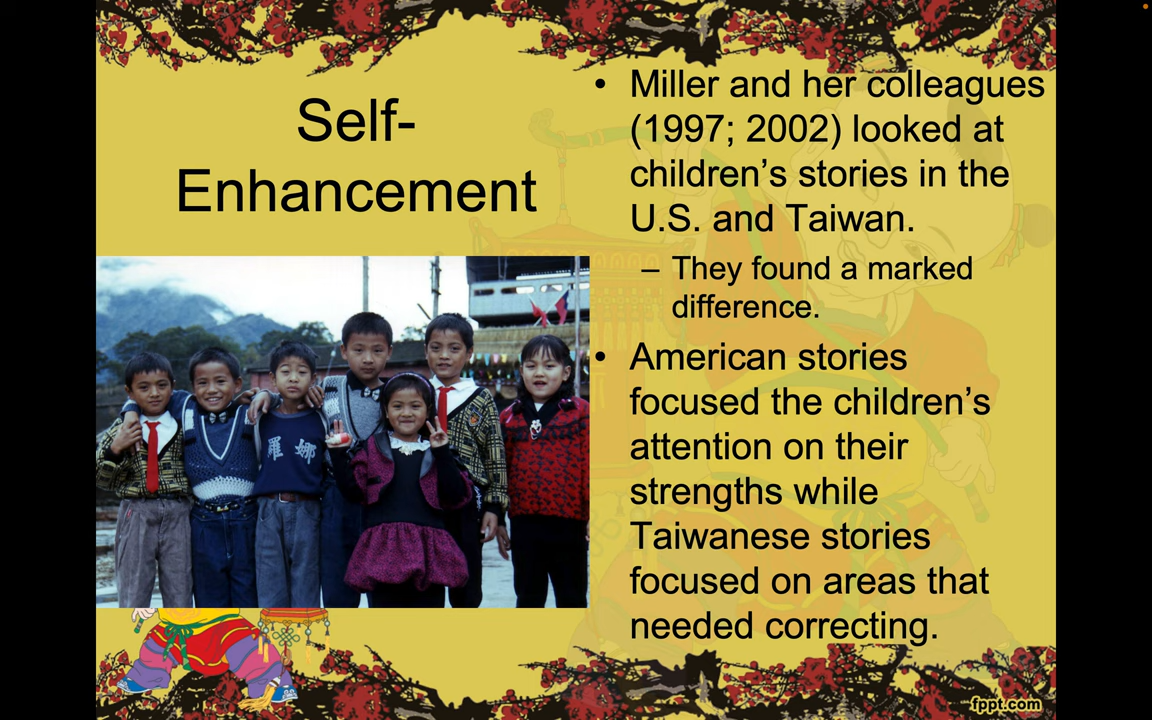 Self-
Enhancement
• Miller and her colleagues
(1997; 2002) looked at
children’s stories in the
U.S. and Taiwan.
– They found a marked
difference.
• American stories
focused the children’s
attention on their
strengths while
Taiwanese stories
focused on areas that
needed correcting.
羅娜
fppt.com